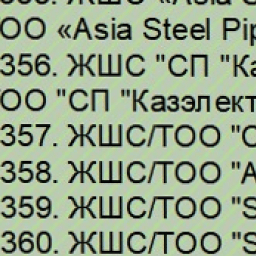 ОО «Asia Steel Pip
356. ЖШС "СП "Ка
ОО "СП "Казэлект
357. ЖШС/ТОО "
358. ЖШС/ТОО "А
359. ЖШС/ТОО "S
360. ЖШС/ТОО "S